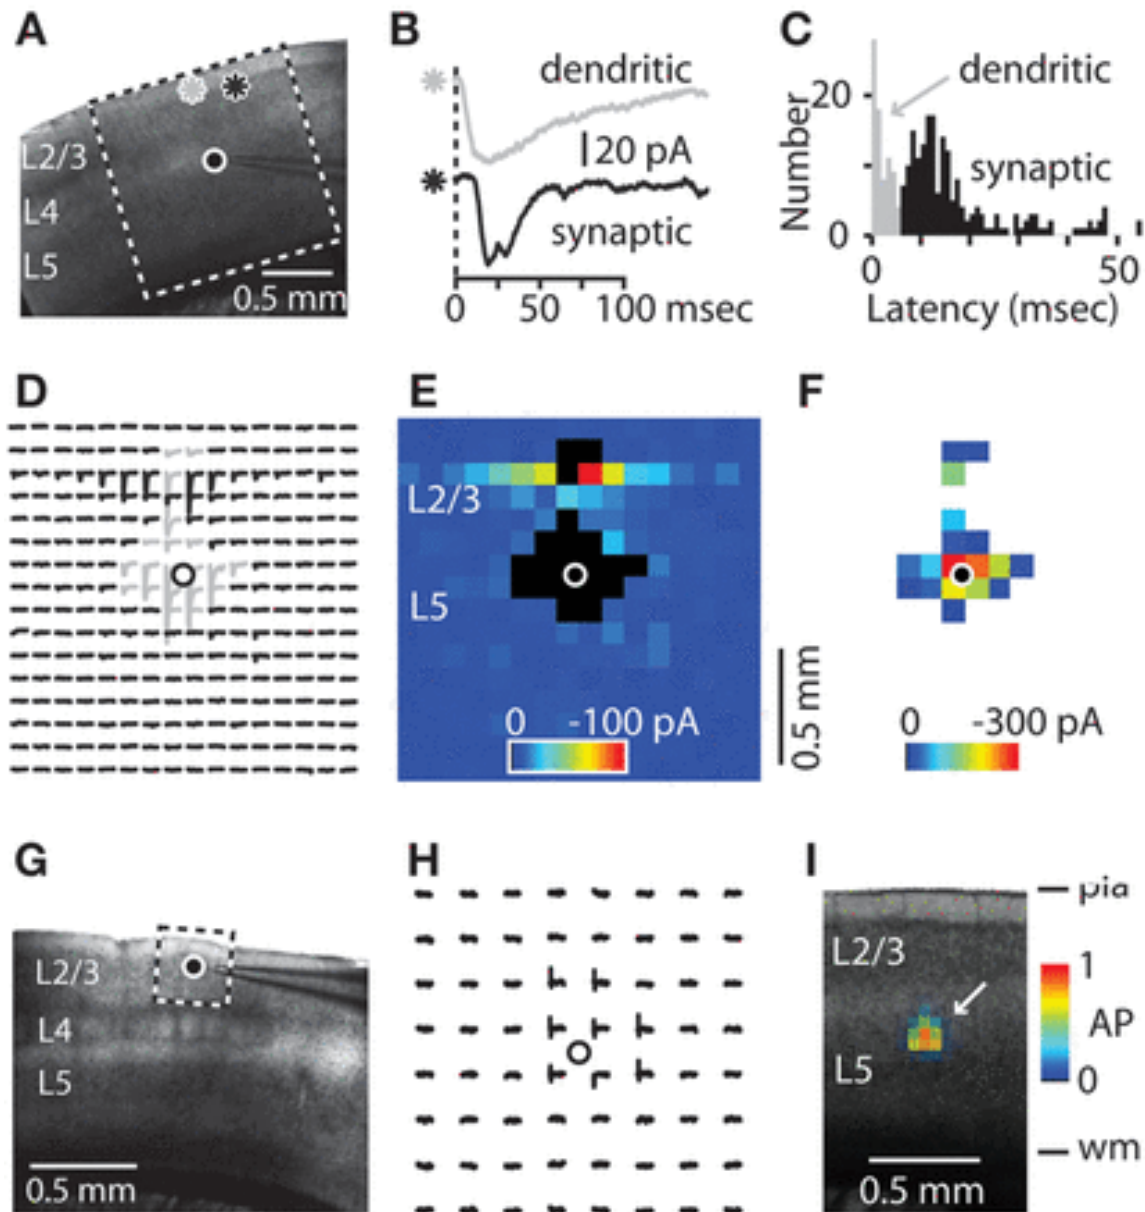 A
L2/3
L4
L5
0.5 mm
B
dendritic
20 pA
synaptic
0 50 100 msec
C
Number
20
0
dendritic
synaptic
0 50
Latency (msec)
D
E
L2/3
L5
0 -100 pA
0.5 mm
F
0 -300 pA
G
L2/3
L4
L5
0.5 mm
H
I
L2/3
L5
0.5 mm
pia
1
AP
0
wm